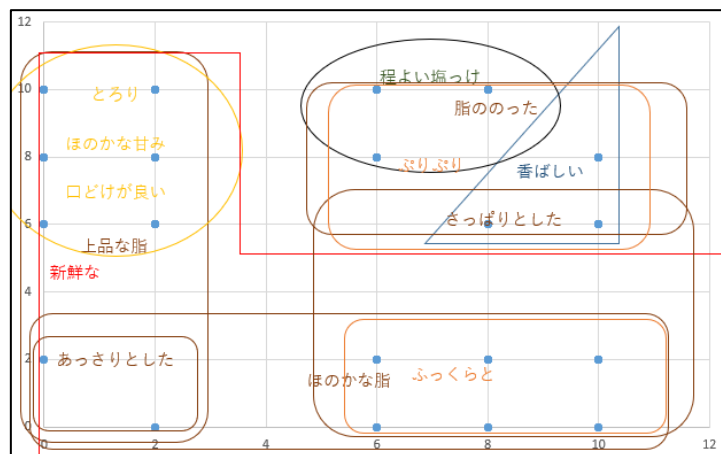 12
程よい塩っけ
とろり
10
脂ののった
ほのかな甘み
8
ぷりぷり
香ばしい
口どけが良い
6
さっぱりとした
上品な脂
新鮮な
4
あっさりとした
2
ほのかな脂
ふっくらと
0
0 2 4 6 8 10 12